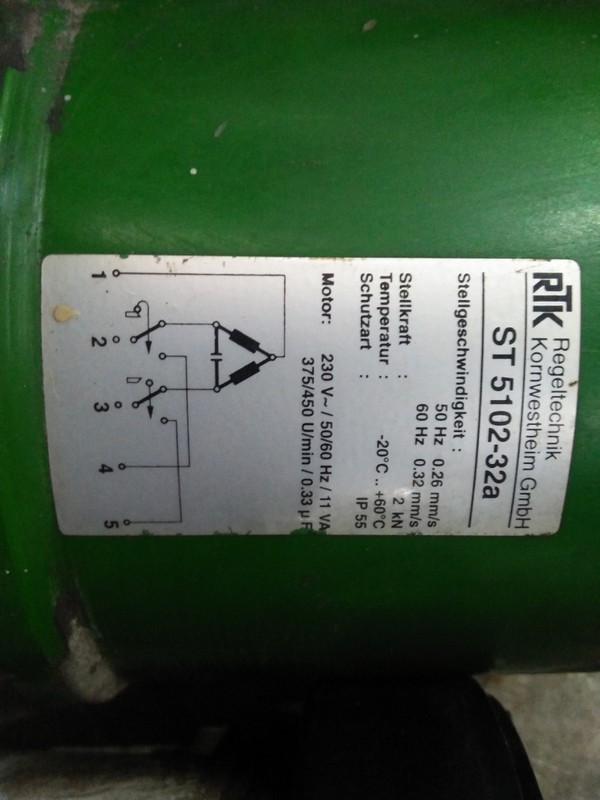 RTK Regeltechnik
Kornwestheim GmbH
ST 5102-32a
Stellgeschwindigkeit :
50 Hz 0.26 mm/s
60 Hz 0.32 mm/s
Stellkraft : 2 kN
Temperatur : -20°C .. +60°C
Schutzart : IP 55
Motor: 230 V~ / 50/60 Hz / 11 VA
375/450 U/min / 0.33 µF
1 2 3 4 5